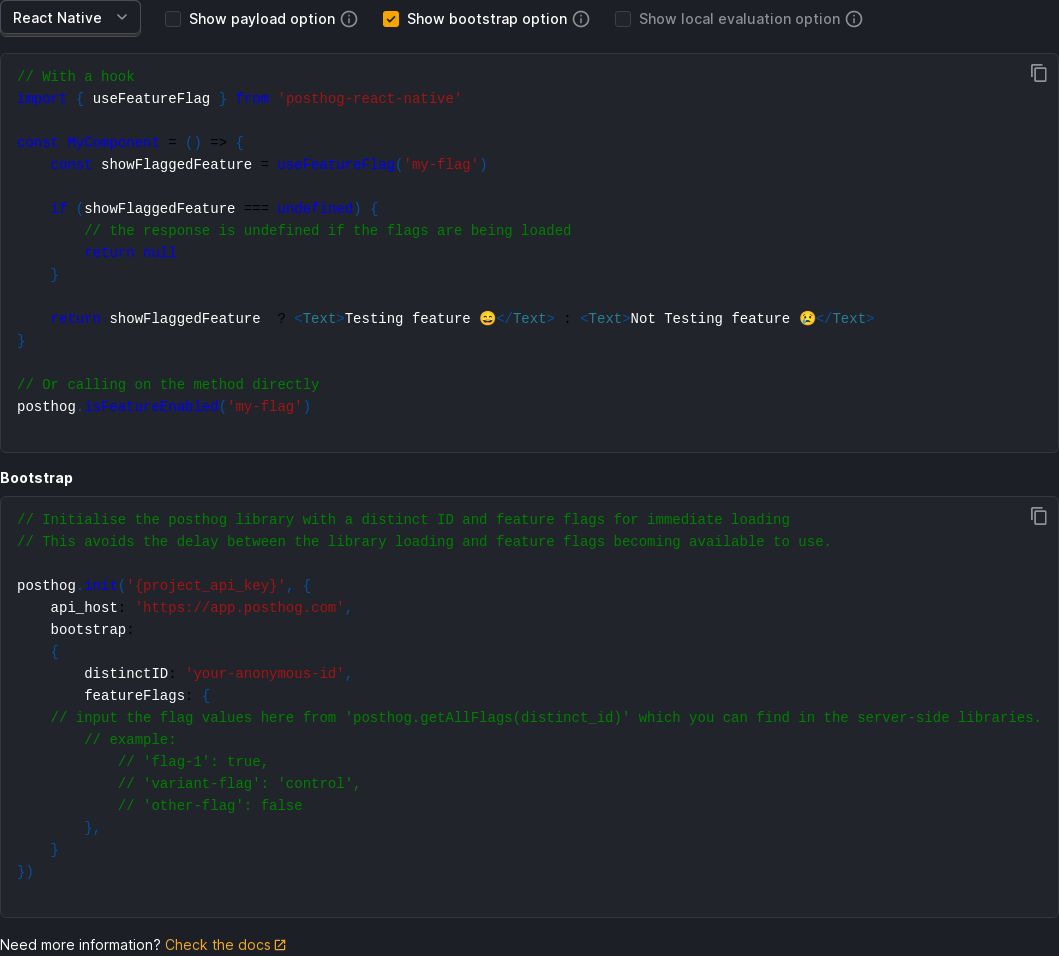 React Native Show payload option Show bootstrap option Show local evaluation option
// With a hook
import { useFeatureFlag } from 'posthog-react-native'
const MyComponent = () => {
    const showFlaggedFeature = useFeatureFlag('my-flag')
    if (showFlaggedFeature === undefined) {
        // the response is undefined if the flags are being loaded
        return null
    }
    return showFlaggedFeature  ? <Text>Testing feature 😄</Text> : <Text>Not Testing feature 😢</Text>
}
// Or calling on the method directly
posthog.isFeatureEnabled('my-flag')
Bootstrap
// Initialise the posthog library with a distinct ID and feature flags for immediate loading
// This avoids the delay between the library loading and feature flags becoming available to use.
posthog.init('{project_api_key}', {
    api_host: 'https://app.posthog.com',
    bootstrap:
    {
        distinctID: 'your-anonymous-id',
        featureFlags: {
    // input the flag values here from 'posthog.getAllFlags(distinct_id)' which you can find in the server-side libraries.
        // example:
            // 'flag-1': true,
            // 'variant-flag': 'control',
            // 'other-flag': false
        },
    }
})
Need more information? Check the docs